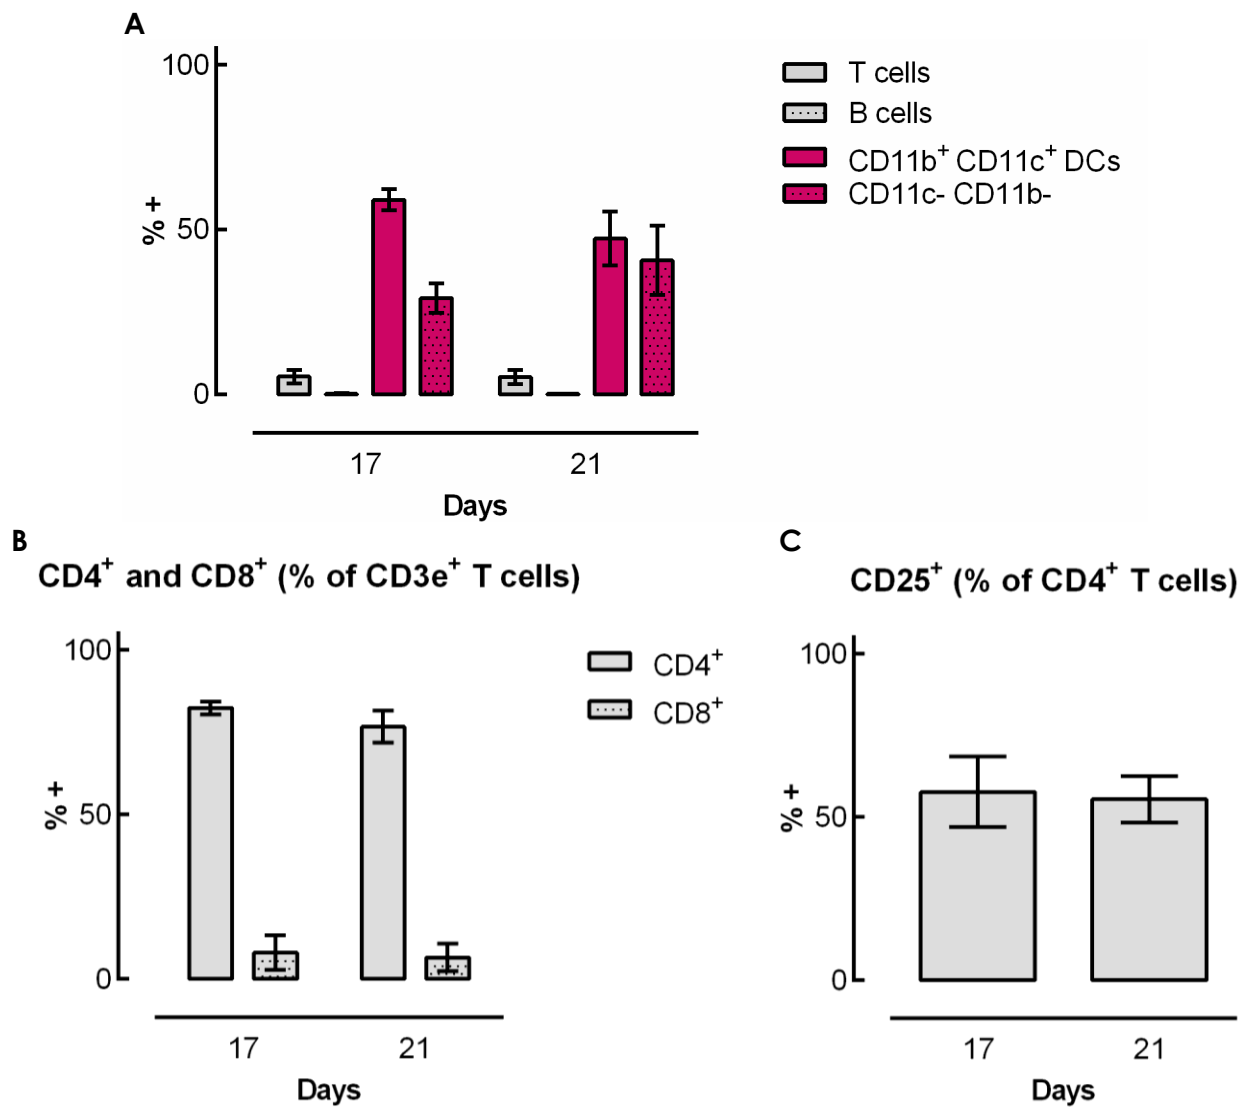 A
100
50
0
% +
T cells
B cells
CD11b⁺ CD11c⁺ DCs
CD11c- CD11b-
17 21
Days
B
CD4⁺ and CD8⁺ (% of CD3e⁺ T cells)
100
50
0
% +
CD4⁺
CD8⁺
17 21
Days
C
CD25⁺ (% of CD4⁺ T cells)
100
50
0
% +
17 21
Days